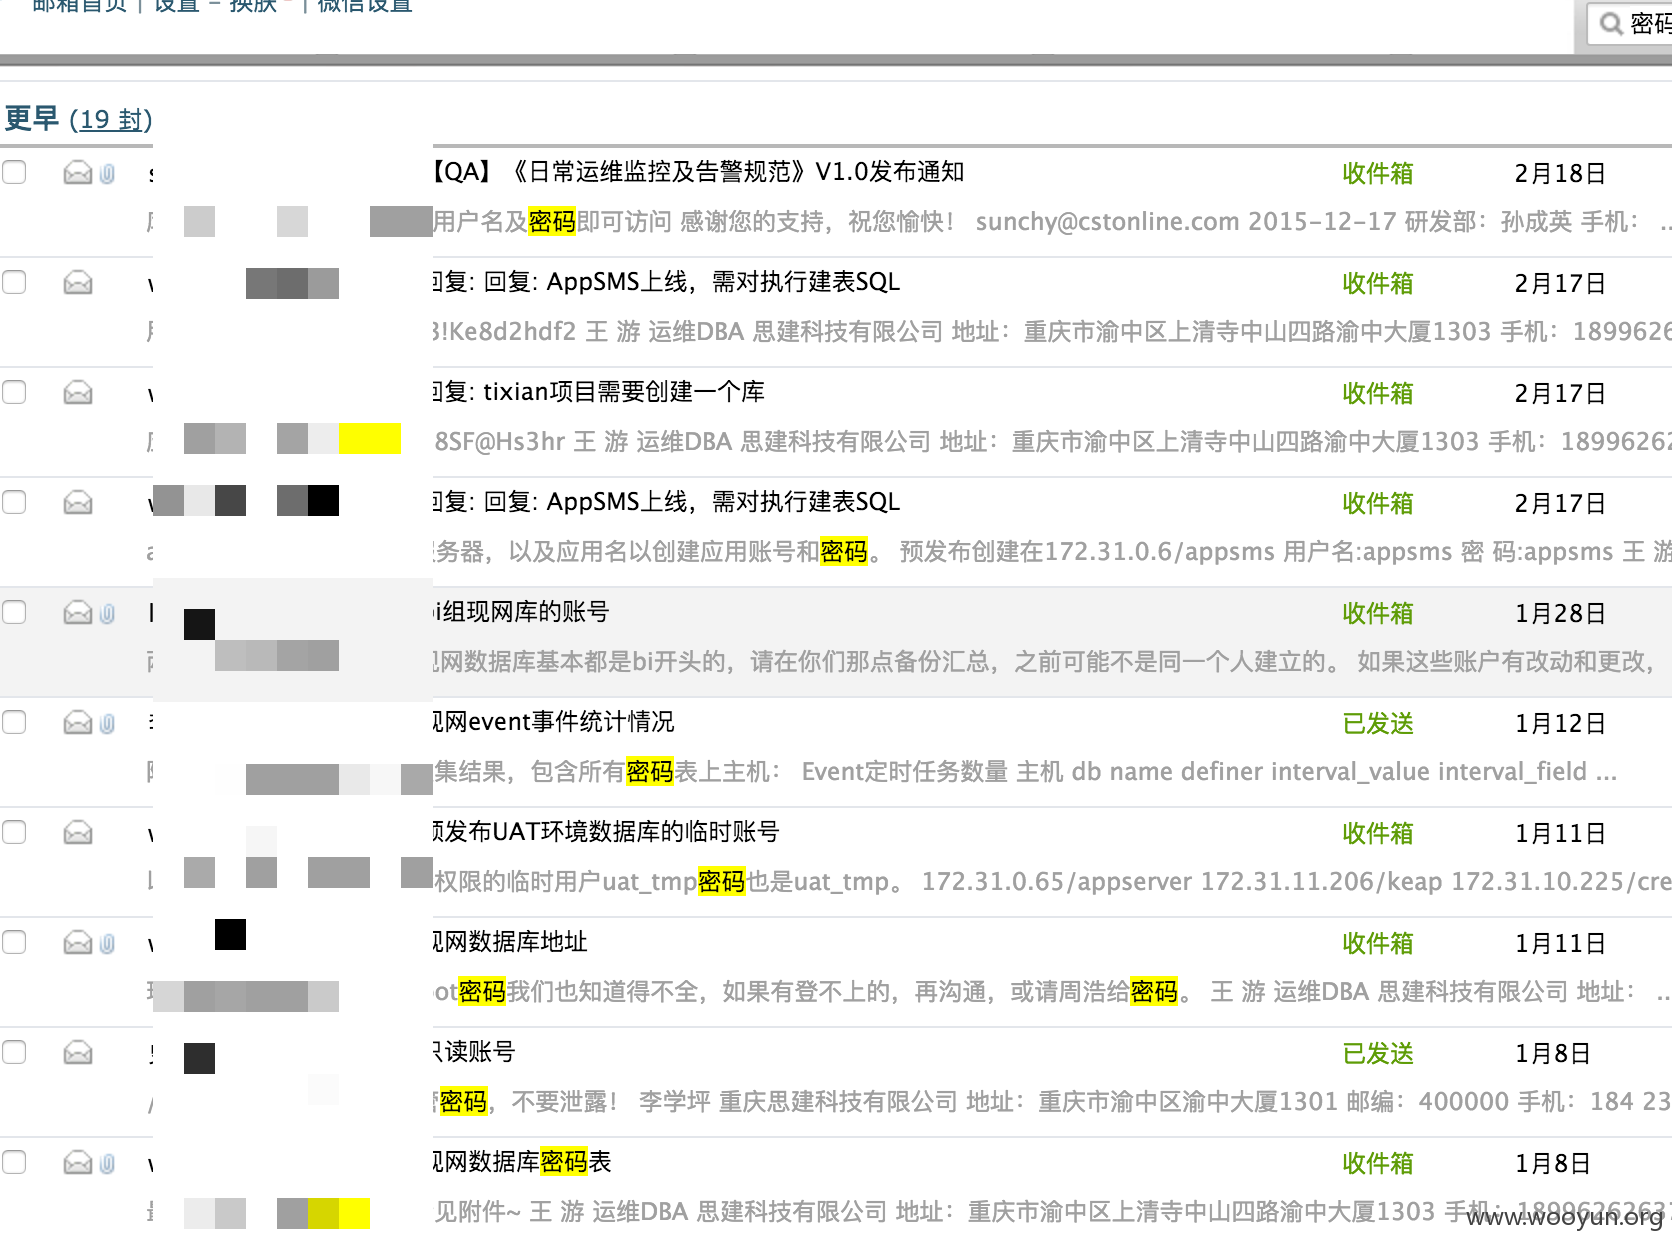 邮箱首页 | 设置 - 换肤 | 微信设置
密码
更早 (19 封)
【QA】《日常运维监控及告警规范》V1.0发布通知 收件箱 2月18日
用户名及密码即可访问 感谢您的支持，祝您愉快！ sunchy@cstonline.com 2015-12-17 研发部：孙成英 手机： ...
回复: 回复: AppSMS上线，需对执行建表SQL 收件箱 2月17日
3!Ke8d2hdf2 王 游 运维DBA 思建科技有限公司 地址：重庆市渝中区上清寺中山四路渝中大厦1303 手机：1899626
回复: tixian项目需要创建一个库 收件箱 2月17日
8SF@Hs3hr 王 游 运维DBA 思建科技有限公司 地址：重庆市渝中区上清寺中山四路渝中大厦1303 手机：18996262
回复: 回复: AppSMS上线，需对执行建表SQL 收件箱 2月17日
务器，以及应用名以创建应用账号和密码。 预发布创建在172.31.0.6/appsms 用户名:appsms 密 码:appsms 王 游
bi组现网库的账号 收件箱 1月28日
现网数据库基本都是bi开头的，请在你们那点备份汇总，之前可能不是同一个人建立的。 如果这些账户有改动和更改，
现网event事件统计情况 已发送 1月12日
集结果，包含所有密码表上主机： Event定时任务数量 主机 db name definer interval_value interval_field ...
预发布UAT环境数据库的临时账号 收件箱 1月11日
权限的临时用户uat_tmp密码也是uat_tmp。 172.31.0.65/appserver 172.31.11.206/keap 172.31.10.225/cre
现网数据库地址 收件箱 1月11日
ot密码我们也知道得不全，如果有登不上的，再沟通，或请周浩给密码。 王 游 运维DBA 思建科技有限公司 地址： ...
只读账号 已发送 1月8日
密码，不要泄露！ 李学坪 重庆思建科技有限公司 地址：重庆市渝中区渝中大厦1301 邮编：400000 手机：184 23
现网数据库密码表 收件箱 1月8日
见附件~ 王 游 运维DBA 思建科技有限公司 地址：重庆市渝中区上清寺中山四路渝中大厦1303 手机：18996262637
www.wooyun.org